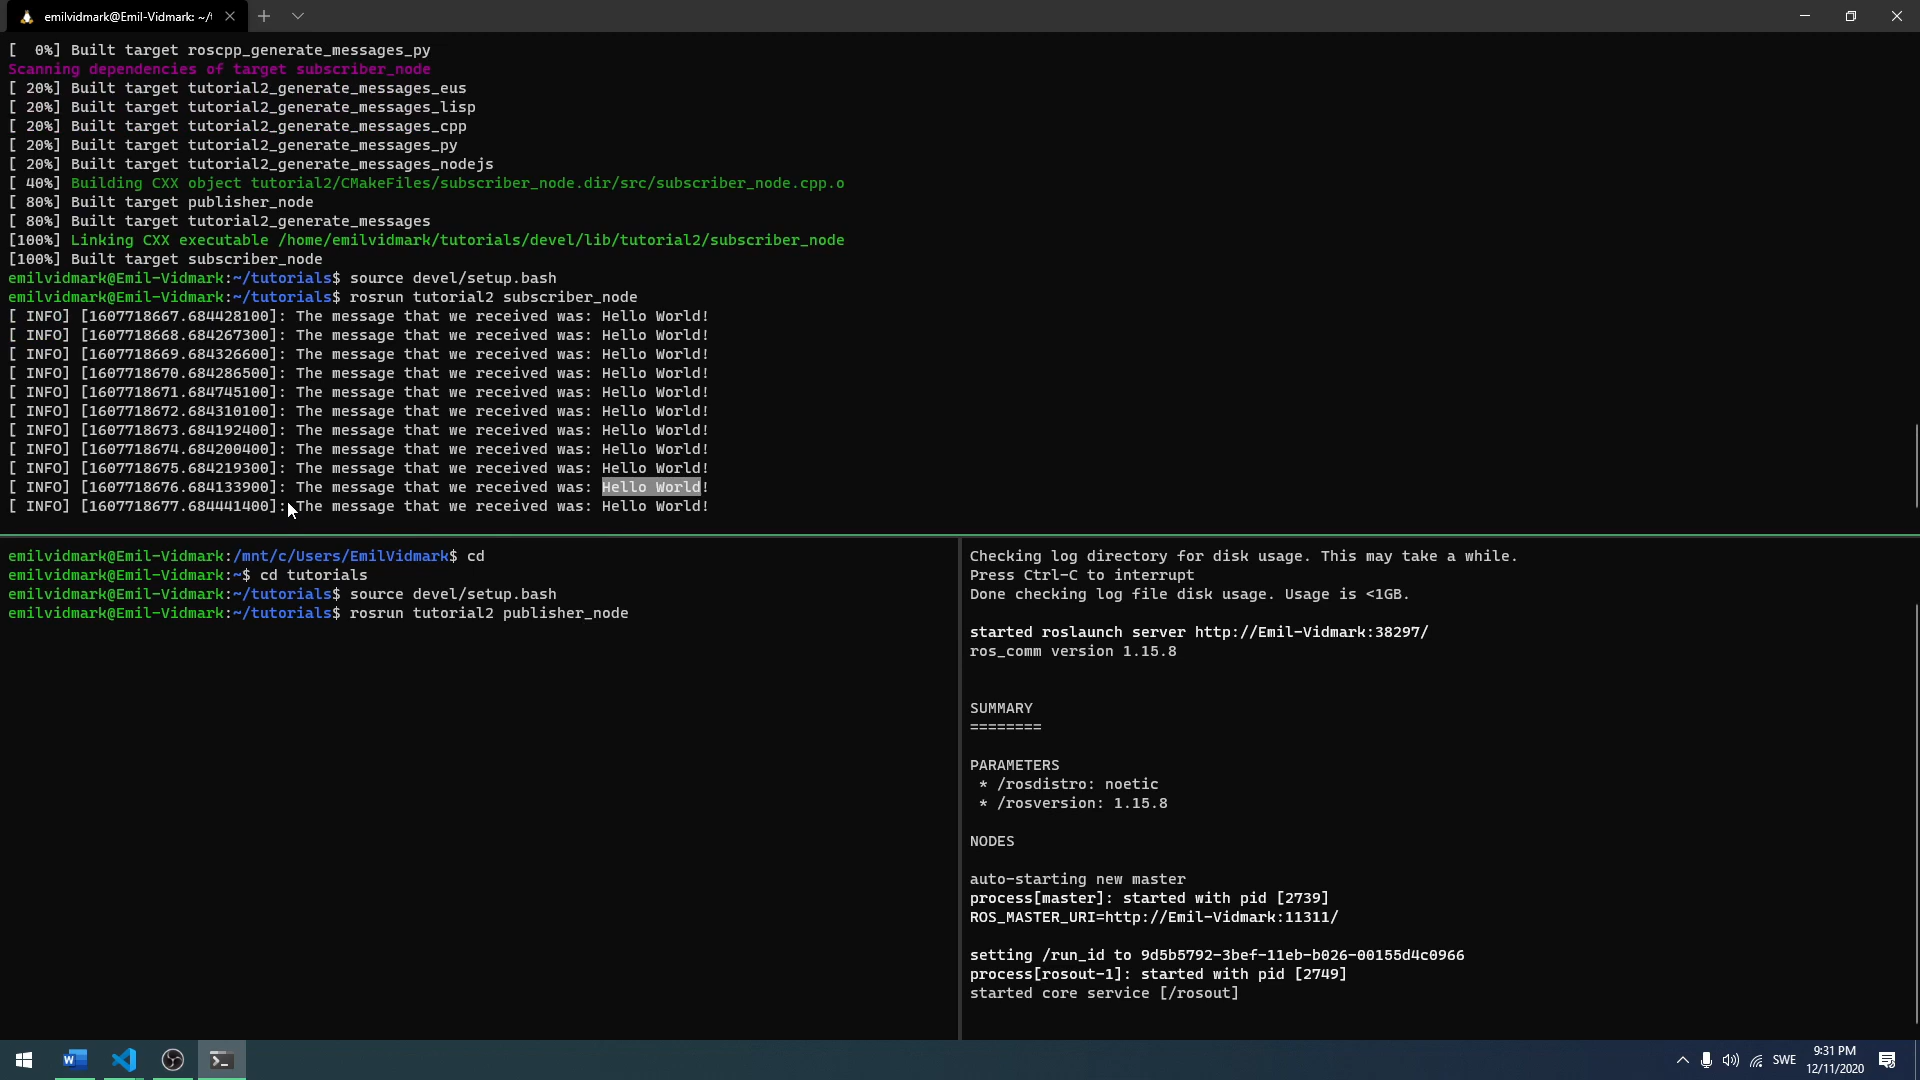 emilvidmark@Emil-Vidmark: ~/t
[  0%] Built target roscpp_generate_messages_py
Scanning dependencies of target subscriber_node
[ 20%] Built target tutorial2_generate_messages_eus
[ 20%] Built target tutorial2_generate_messages_lisp
[ 20%] Built target tutorial2_generate_messages_cpp
[ 20%] Built target tutorial2_generate_messages_py
[ 20%] Built target tutorial2_generate_messages_nodejs
[ 40%] Building CXX object tutorial2/CMakeFiles/subscriber_node.dir/src/subscriber_node.cpp.o
[ 80%] Built target publisher_node
[ 80%] Built target tutorial2_generate_messages
[100%] Linking CXX executable /home/emilvidmark/tutorials/devel/lib/tutorial2/subscriber_node
[100%] Built target subscriber_node
emilvidmark@Emil-Vidmark:~/tutorials$ source devel/setup.bash
emilvidmark@Emil-Vidmark:~/tutorials$ rosrun tutorial2 subscriber_node
[ INFO] [1607718667.684428100]: The message that we received was: Hello World!
[ INFO] [1607718668.684267300]: The message that we received was: Hello World!
[ INFO] [1607718669.684326600]: The message that we received was: Hello World!
[ INFO] [1607718670.684286500]: The message that we received was: Hello World!
[ INFO] [1607718671.684745100]: The message that we received was: Hello World!
[ INFO] [1607718672.684310100]: The message that we received was: Hello World!
[ INFO] [1607718673.684192400]: The message that we received was: Hello World!
[ INFO] [1607718674.684200400]: The message that we received was: Hello World!
[ INFO] [1607718675.684219300]: The message that we received was: Hello World!
[ INFO] [1607718676.684133900]: The message that we received was: Hello World!
[ INFO] [1607718677.684441400]: The message that we received was: Hello World!
emilvidmark@Emil-Vidmark:/mnt/c/Users/EmilVidmark$ cd
emilvidmark@Emil-Vidmark:~$ cd tutorials
emilvidmark@Emil-Vidmark:~/tutorials$ source devel/setup.bash
emilvidmark@Emil-Vidmark:~/tutorials$ rosrun tutorial2 publisher_node
Checking log directory for disk usage. This may take a while.
Press Ctrl-C to interrupt
Done checking log file disk usage. Usage is <1GB.
started roslaunch server http://Emil-Vidmark:38297/
ros_comm version 1.15.8
SUMMARY
========
PARAMETERS
* /rosdistro: noetic
* /rosversion: 1.15.8
NODES
auto-starting new master
process[master]: started with pid [2739]
ROS_MASTER_URI=http://Emil-Vidmark:11311/
setting /run_id to 9d5b5792-3bef-11eb-b026-00155d4c0966
process[rosout-1]: started with pid [2749]
started core service [/rosout]
SWE
9:31 PM
12/11/2020